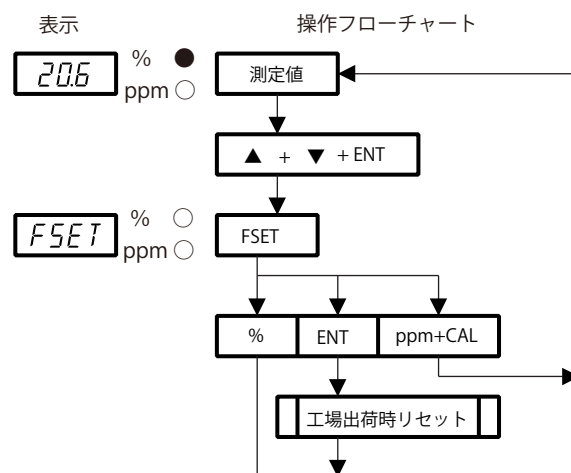 表示 操作フローチャート
20.6 % ppm 測定値
▲ + ▼ + ENT
FSET % ppm FSET
% ENT ppm+CAL
工場出荷時リセット